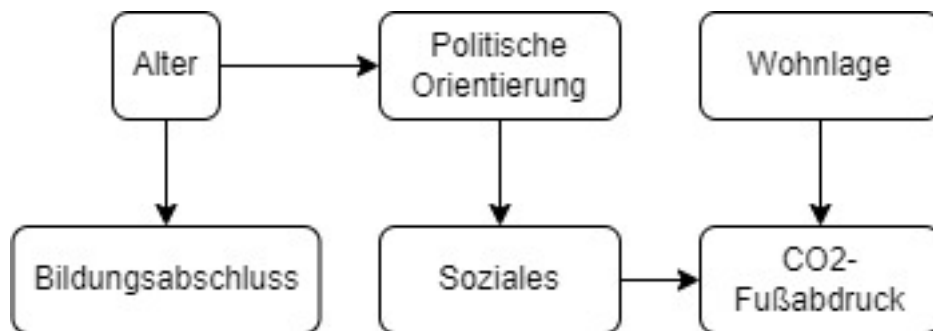 Alter
Politische
Orientierung
Wohnlage
Bildungsabschluss
Soziales
CO2-
Fußabdruck